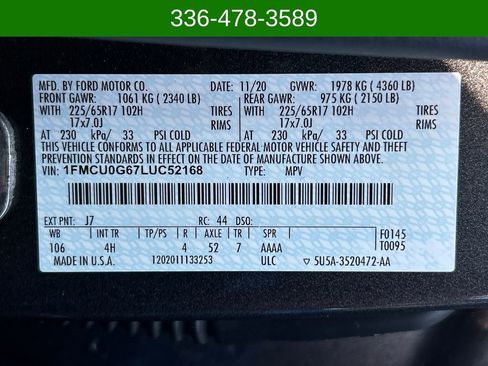 336-478-3589
MFD. BY FORD MOTOR CO. 11/20 GVWR: 1978 KG ( 4360 LB)
FRONT GAWR: 1061 KG ( 2340 LB) REAR GAWR: 975 KG ( 2150 LB)
WITH 225/65R17 102H TIRES WITH 225/65R17 102H TIRES
17x7.0J RIMS 17x7.0J RIMS
AT 230 kPa/ 33 PSI COLD AT 230 kPa/ 33 PSI COLD
THIS VEHICLE CONFORMS TO ALL APPLICABLE FEDERAL MOTOR VEHICLE SAFETY AND THEFT
PREVENTION STANDARDS IN EFFECT ON THE DATE OF MANUFACTURE SHOWN ABOVE.
VIN: 1FMCU0G67LUC52168 TYPE: MPV
EXT PNT: J7 RC: 44 DSO:
WB INT TR TP/PS R AXLE TR SPR F0145
106 4H 4 52 7 AAAA T0095
MADE IN U.S.A. 1202011133253 ULC ▽ 5U5A-3520472-AA